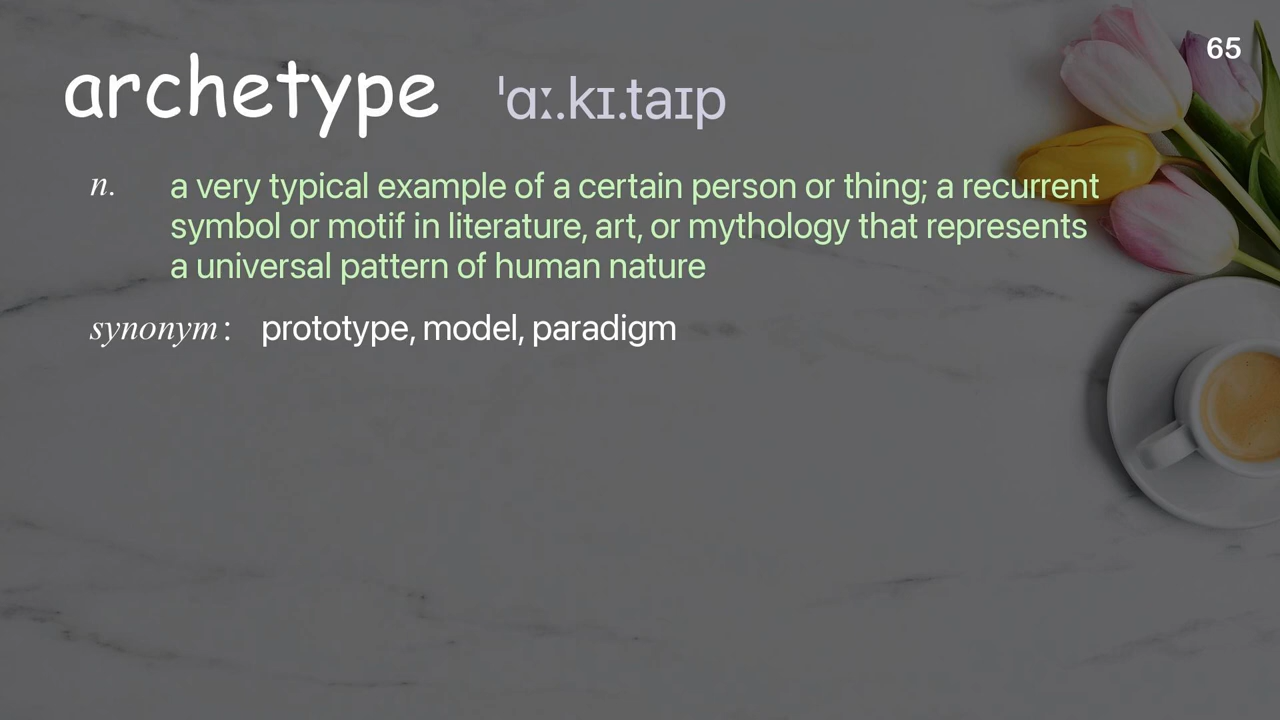 65
archetype ˈɑː.kɪ.taɪp
n. a very typical example of a certain person or thing; a recurrent
symbol or motif in literature, art, or mythology that represents
a universal pattern of human nature
synonym: prototype, model, paradigm